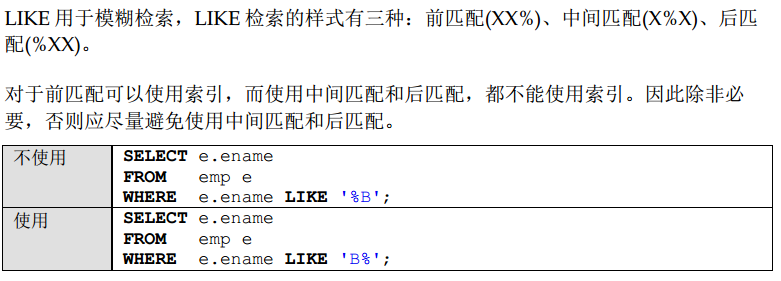 LIKE 用于模糊检索，LIKE 检索的样式有三种：前匹配(XX%)、中间匹配(X%X)、后匹
配(%XX)。
对于前匹配可以使用索引，而使用中间匹配和后匹配，都不能使用索引。因此除非必
要，否则应尽量避免使用中间匹配和后匹配。
不使用
SELECT e.ename
FROM emp e
WHERE e.ename LIKE '%B';
使用
SELECT e.ename
FROM emp e
WHERE e.ename LIKE 'B%';